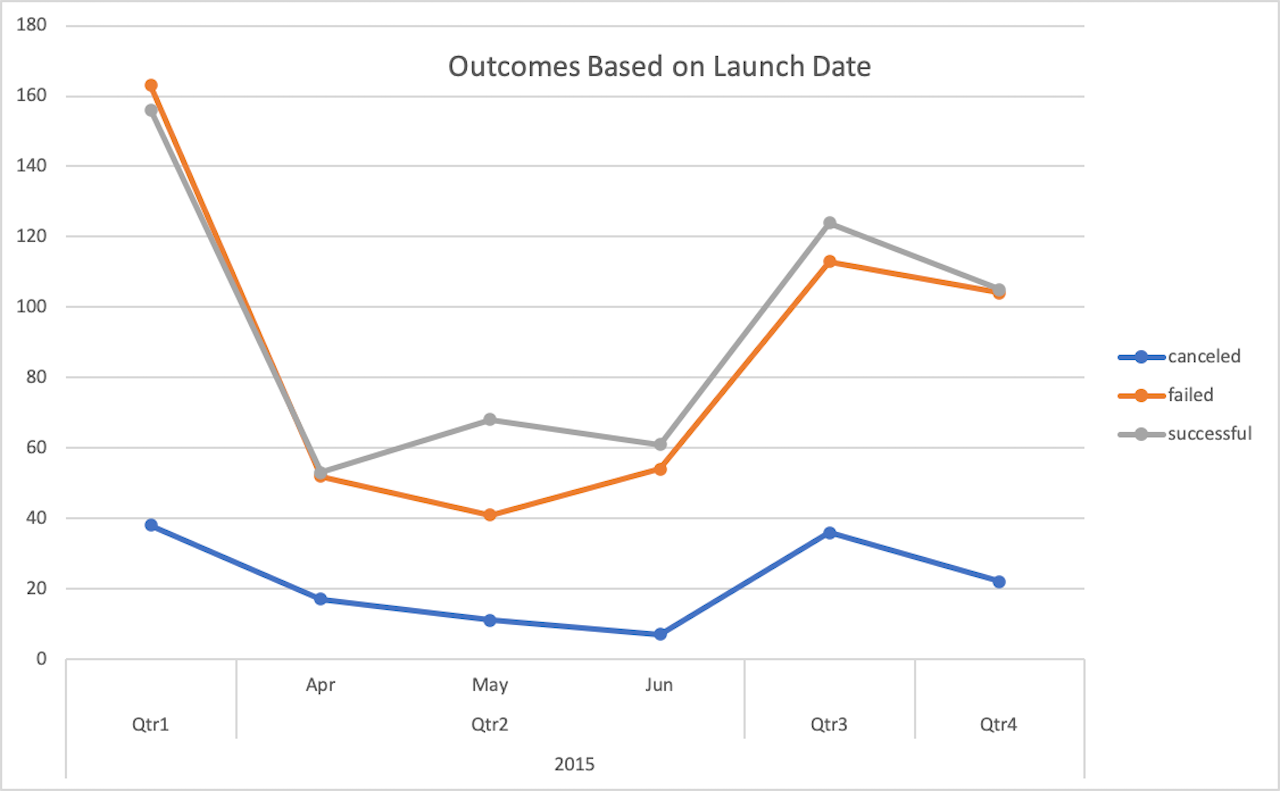 Outcomes Based on Launch Date
180
160
140
120
100
80
60
40
20
0
canceled
failed
successful
Apr May Jun
Qtr1 Qtr2 Qtr3 Qtr4
2015